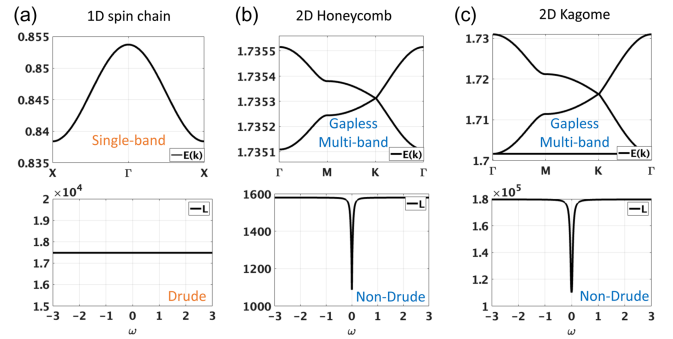 (a) 1D spin chain
0.855
0.85
0.845
0.84
0.835
Single-band
E(k)
X Γ X
2 ×10⁴
1.9
1.8
1.7
1.6
1.5
L
Drude
-3 -2 -1 0 1 2 3
ω
(b) 2D Honeycomb
1.7355
1.7354
1.7353
1.7352
1.7351
Gapless
Multi-band
E(k)
Γ M K Γ
1600
1400
1200
1000
L
Non-Drude
-3 -2 -1 0 1 2 3
ω
(c) 2D Kagome
1.73
1.72
1.71
1.7
Gapless
Multi-band
E(k)
Γ M K Γ
×10⁵
1.8
1.6
1.4
1.2
1
L
Non-Drude
-3 -2 -1 0 1 2 3
ω